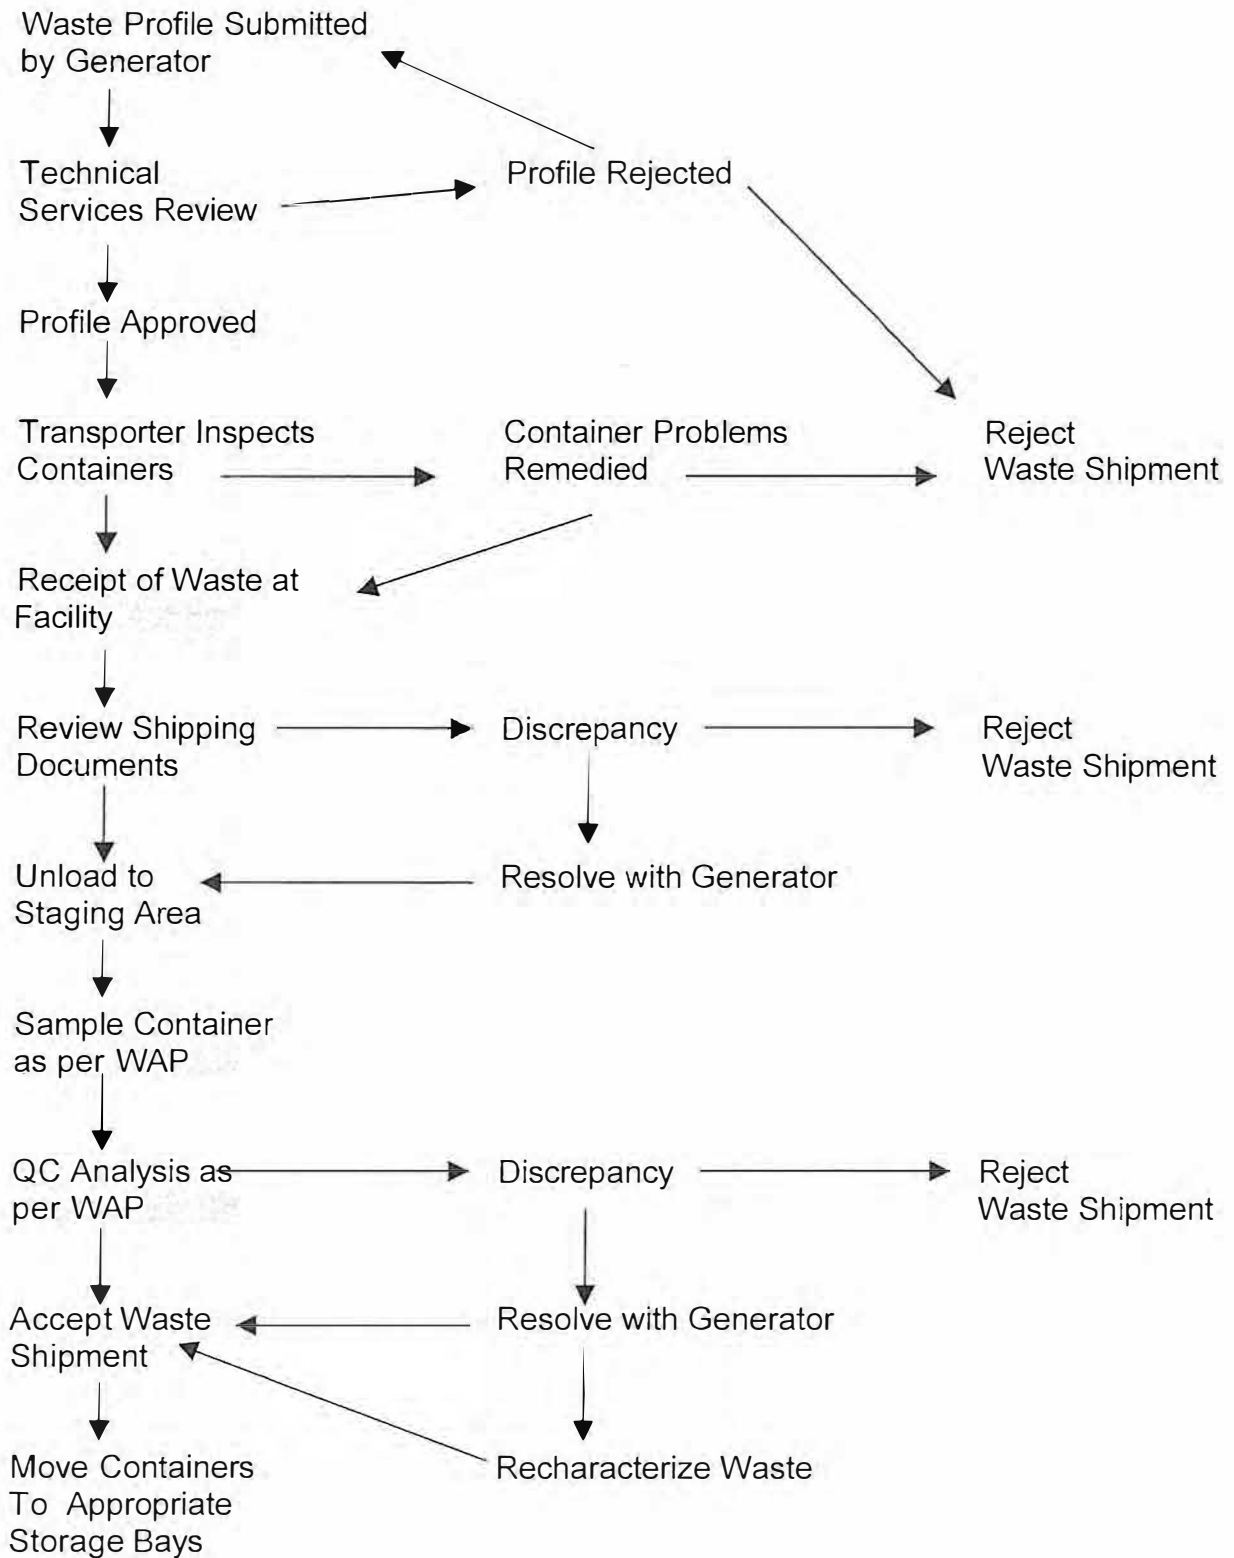 Waste Profile Submitted
by Generator
Technical
Services Review
Profile Rejected
Profile Approved
Transporter Inspects
Containers
Container Problems
Remedied
Reject
Waste Shipment
Receipt of Waste at
Facility
Review Shipping
Documents
Discrepancy
Reject
Waste Shipment
Unload to
Staging Area
Resolve with Generator
Sample Container
as per WAP
QC Analysis as
per WAP
Discrepancy
Reject
Waste Shipment
Accept Waste
Shipment
Resolve with Generator
Move Containers
To Appropriate
Storage Bays
Recharacterize Waste